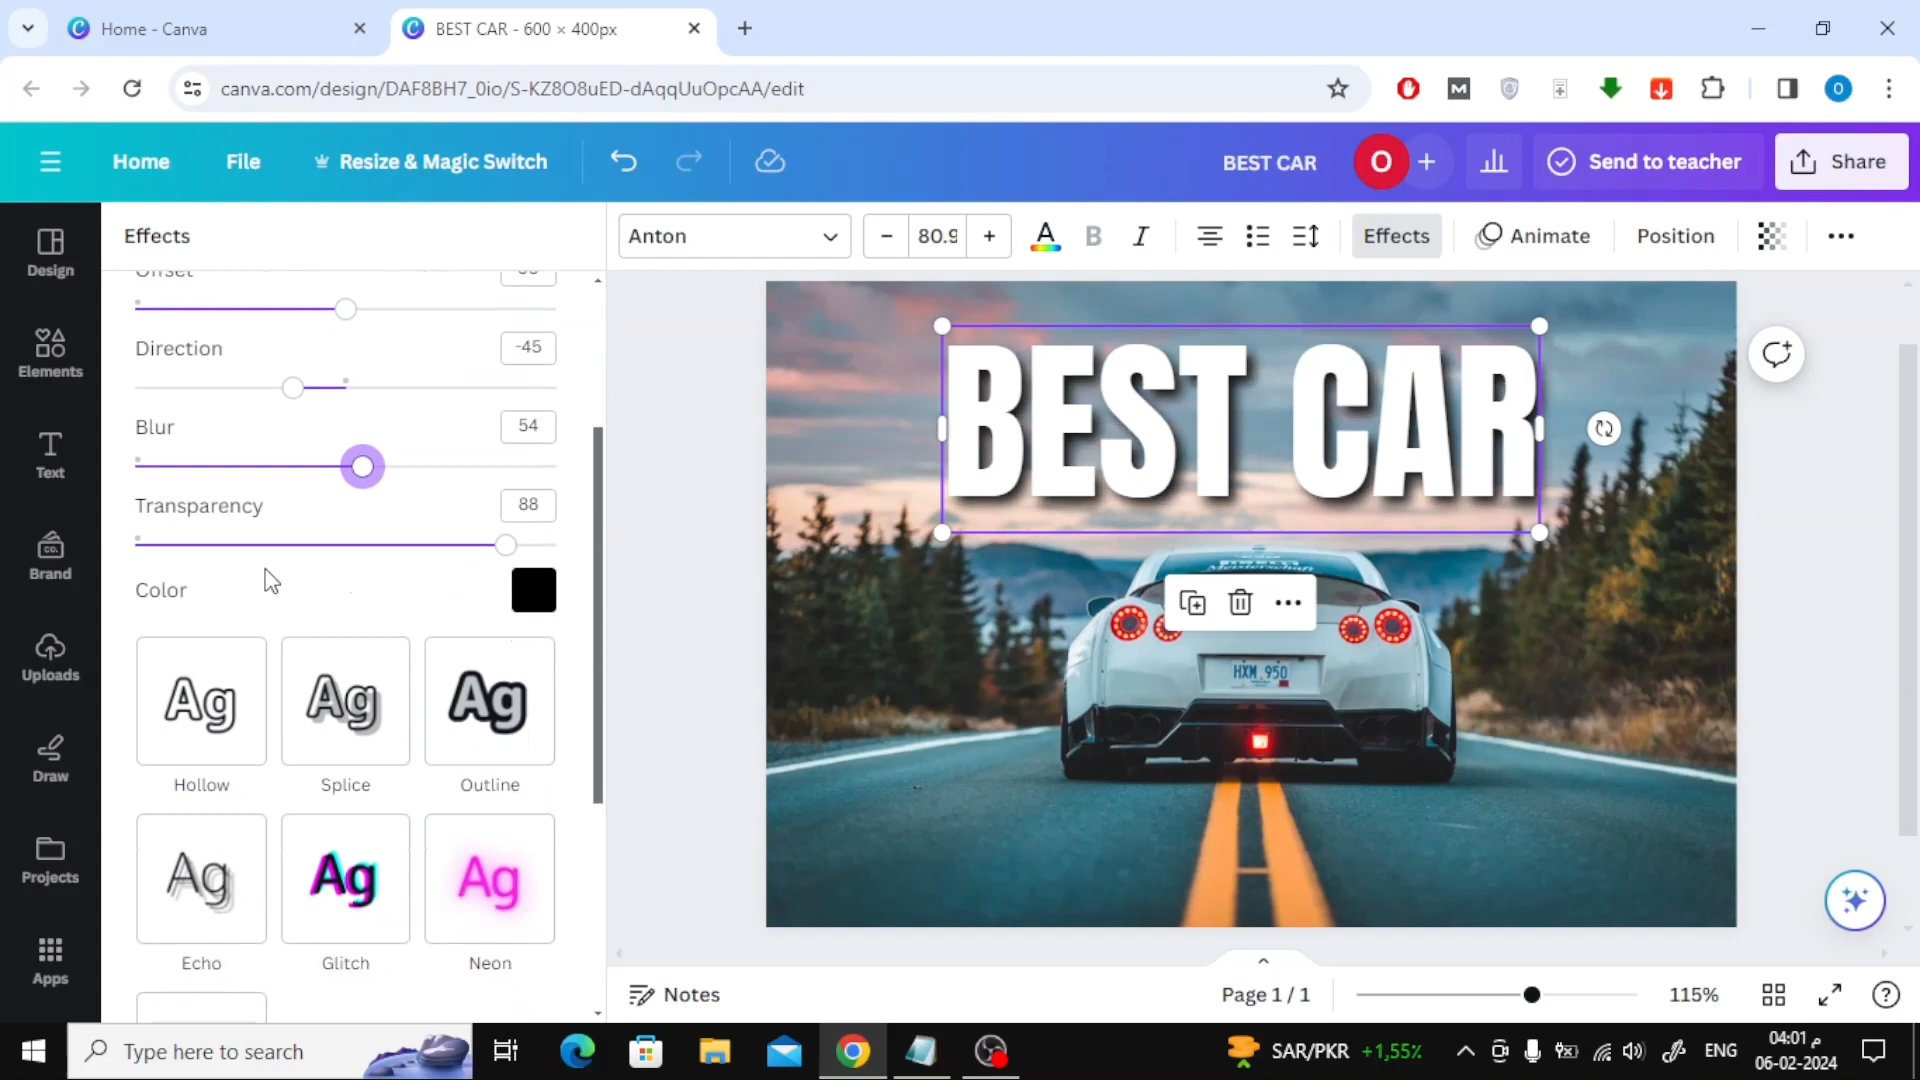 Home - Canva
BEST CAR - 600 × 400px
canva.com/design/DAF8BH7_0io/S-KZ8O8uED-dAqqUuOpcAA/edit
Home
File
Resize & Magic Switch
BEST CAR
O
Send to teacher
Share
Design
Elements
Text
Brand
Uploads
Draw
Projects
Apps
Effects
Offset
Direction
-45
Blur
54
Transparency
88
Color
Ag
Ag
Ag
Hollow
Splice
Outline
Ag
Ag
Ag
Echo
Glitch
Neon
Anton
80.9
Effects
Animate
Position
BEST CAR
HXM 950
Notes
Page 1 / 1
115%
Type here to search
SAR/PKR +1,55%
ENG
04:01 م
06-02-2024